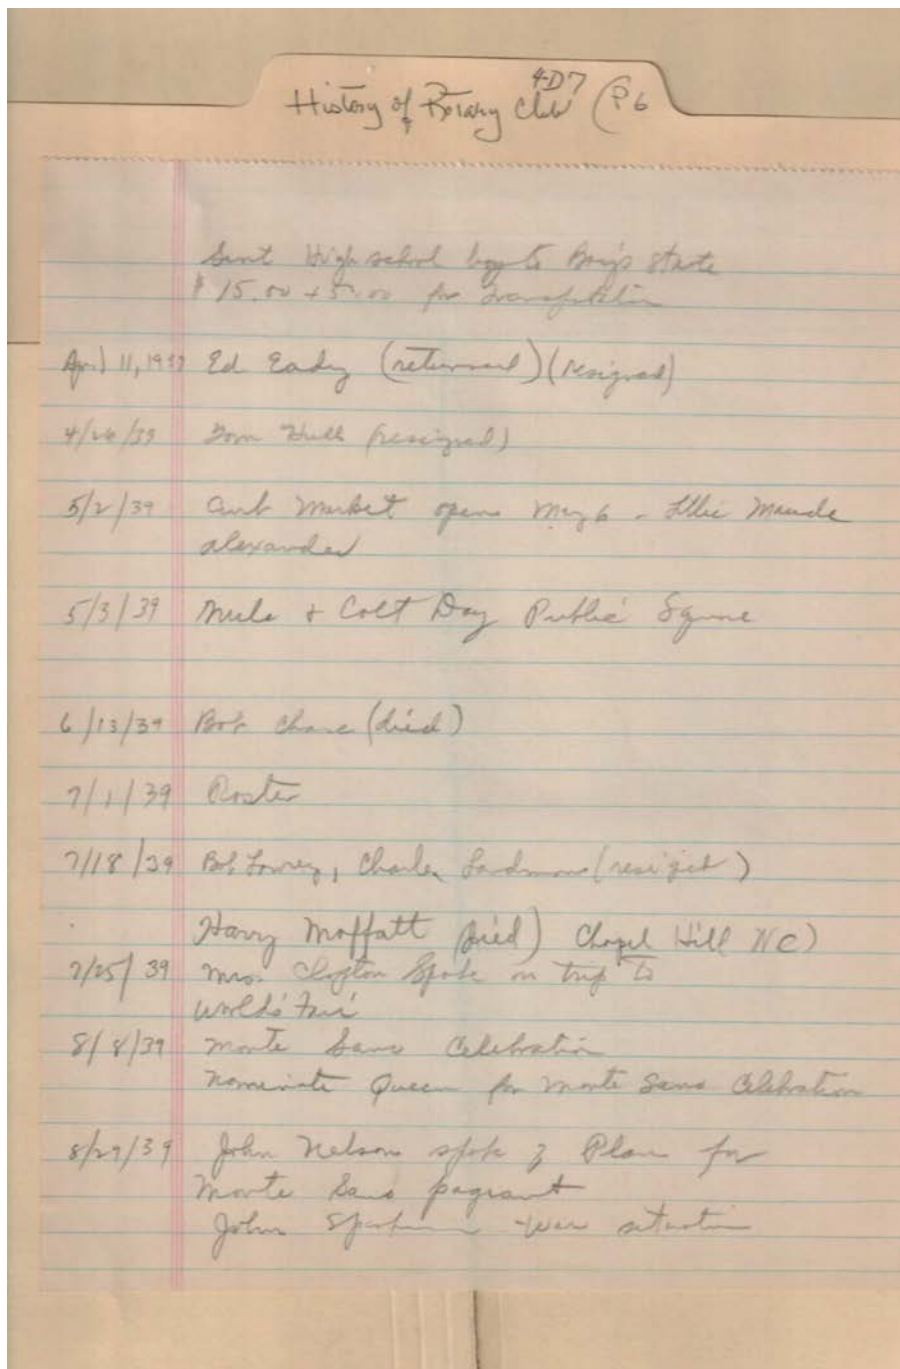 4-D7
History of Rotary Club (P6
Sent High school boys to Boys State
$15.00 + 5.00 for transportation
April 11, 1939 Ed Eady (returned) (resigned)
4/26/39 Tom Hull (resigned)
5/2/39 Curb Market opens May 6 - Ellie Maude
Alexander
5/3/39 Mule + Colt Day Public Square
6/13/39 Bob Chase (died)
7/1/39 Roster
7/18/39 Bob Lowrey, Charles (resigned)
Harry Moffatt (died) Chapel Hill NC)
7/25/39 Mrs. Clayton Spoke on trip to
World's Fair
8/8/39 Monte Sano Celebration
Nominate Queen for Monte Sano Celebration
8/29/39 John Nelson spoke of Plan for
Monte Sano pageant
John Sparkman - war situation